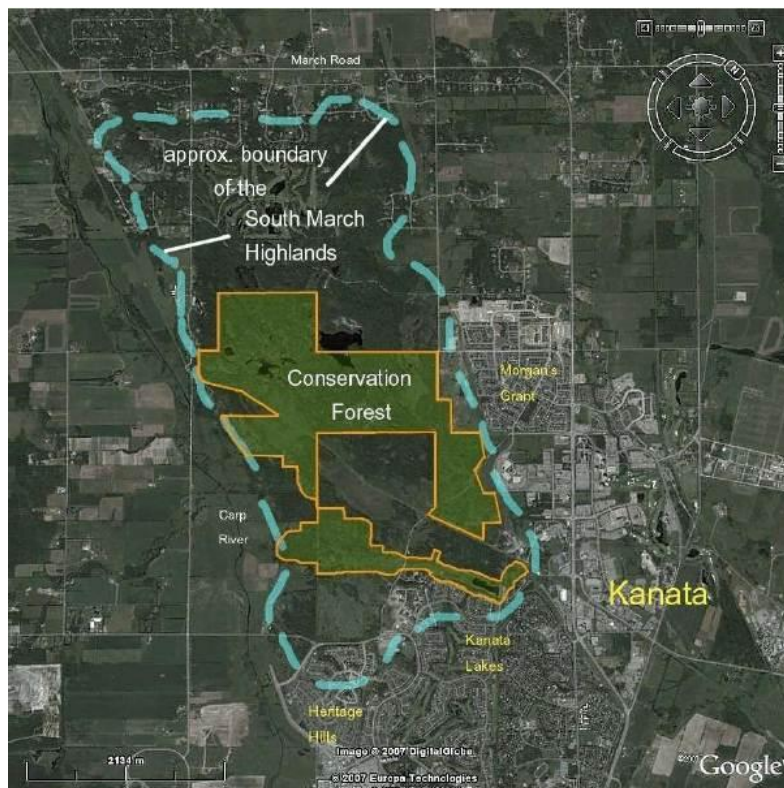 March Road
approx. boundary
of the
South March
Highlands
Morgan's
Grant
Conservation
Forest
Carp
River
Kanata
Kanata
Lakes
Heritage
Hills
Image © 2007 DigitalGlobe
2134 m
© 2007 Europa Technologies
©2007 Google
N